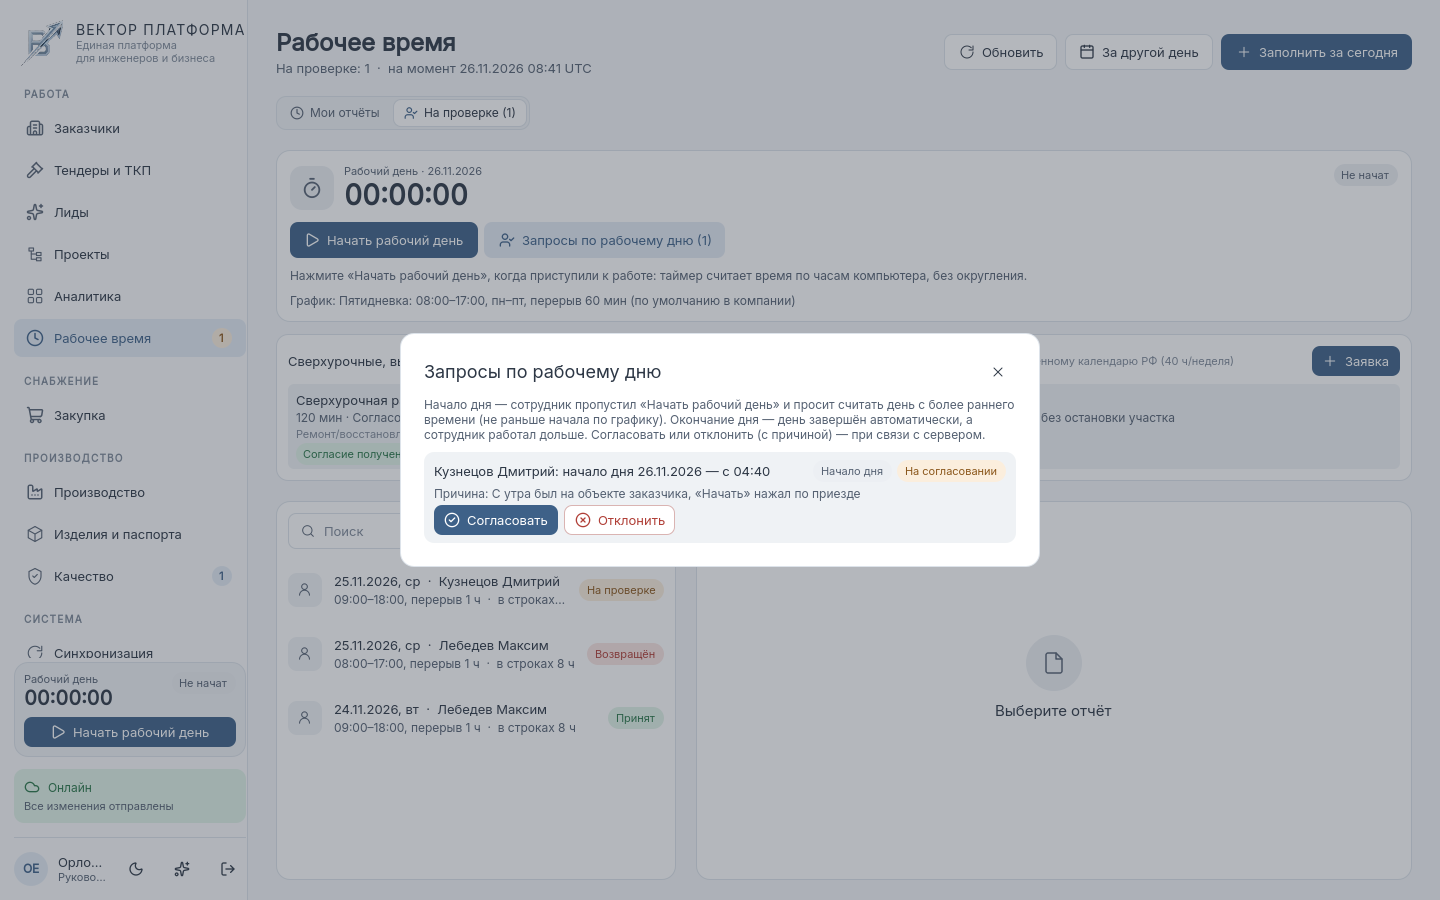 ВЕКТОР ПЛАТФОРМА
Единая платформа
для инженеров и бизнеса
РАБОТА
Заказчики
Тендеры и ТКП
Лиды
Проекты
Аналитика
Рабочее время
1
СНАБЖЕНИЕ
Закупка
ПРОИЗВОДСТВО
Производство
Изделия и паспорта
Качество
1
СИСТЕМА
Синхронизация
Рабочий день
Не начат
00:00:00
Начать рабочий день
Онлайн
Все изменения отправлены
ОЕ
Орло...
Руково...
Рабочее время
На проверке: 1 · на момент 26.11.2026 08:41 UTC
Обновить
За другой день
Заполнить за сегодня
Мои отчёты
На проверке (1)
Рабочий день · 26.11.2026
Не начат
00:00:00
Начать рабочий день
Запросы по рабочему дню (1)
Нажмите «Начать рабочий день», когда приступили к работе: таймер считает время по часам компьютера, без округления.
График: Пятидневка: 08:00–17:00, пн–пт, перерыв 60 мин (по умолчанию в компании)
Сверхурочные,
календарю РФ (40 ч/неделя)
Заявка
Сверхурочная
120 мин
без остановки участка
Согласие
Запросы по рабочему дню
Начало дня — сотрудник пропустил «Начать рабочий день» и просит считать день с более раннего
времени (не раньше начала по графику). Окончание дня — день завершён автоматически, а
сотрудник работал дольше. Согласовать или отклонить (с причиной) — при связи с сервером.
Кузнецов Дмитрий: начало дня 26.11.2026 — с 04:40
Начало дня
На согласовании
Причина: С утра был на объекте заказчика, «Начать» нажал по приезде
Согласовать
Отклонить
Поиск
25.11.2026, ср · Кузнецов Дмитрий
09:00–18:00, перерыв 1 ч · в строках...
На проверке
25.11.2026, ср · Лебедев Максим
08:00–17:00, перерыв 1 ч · в строках 8 ч
Возвращён
24.11.2026, вт · Лебедев Максим
09:00–18:00, перерыв 1 ч · в строках 8 ч
Принят
Выберите отчёт